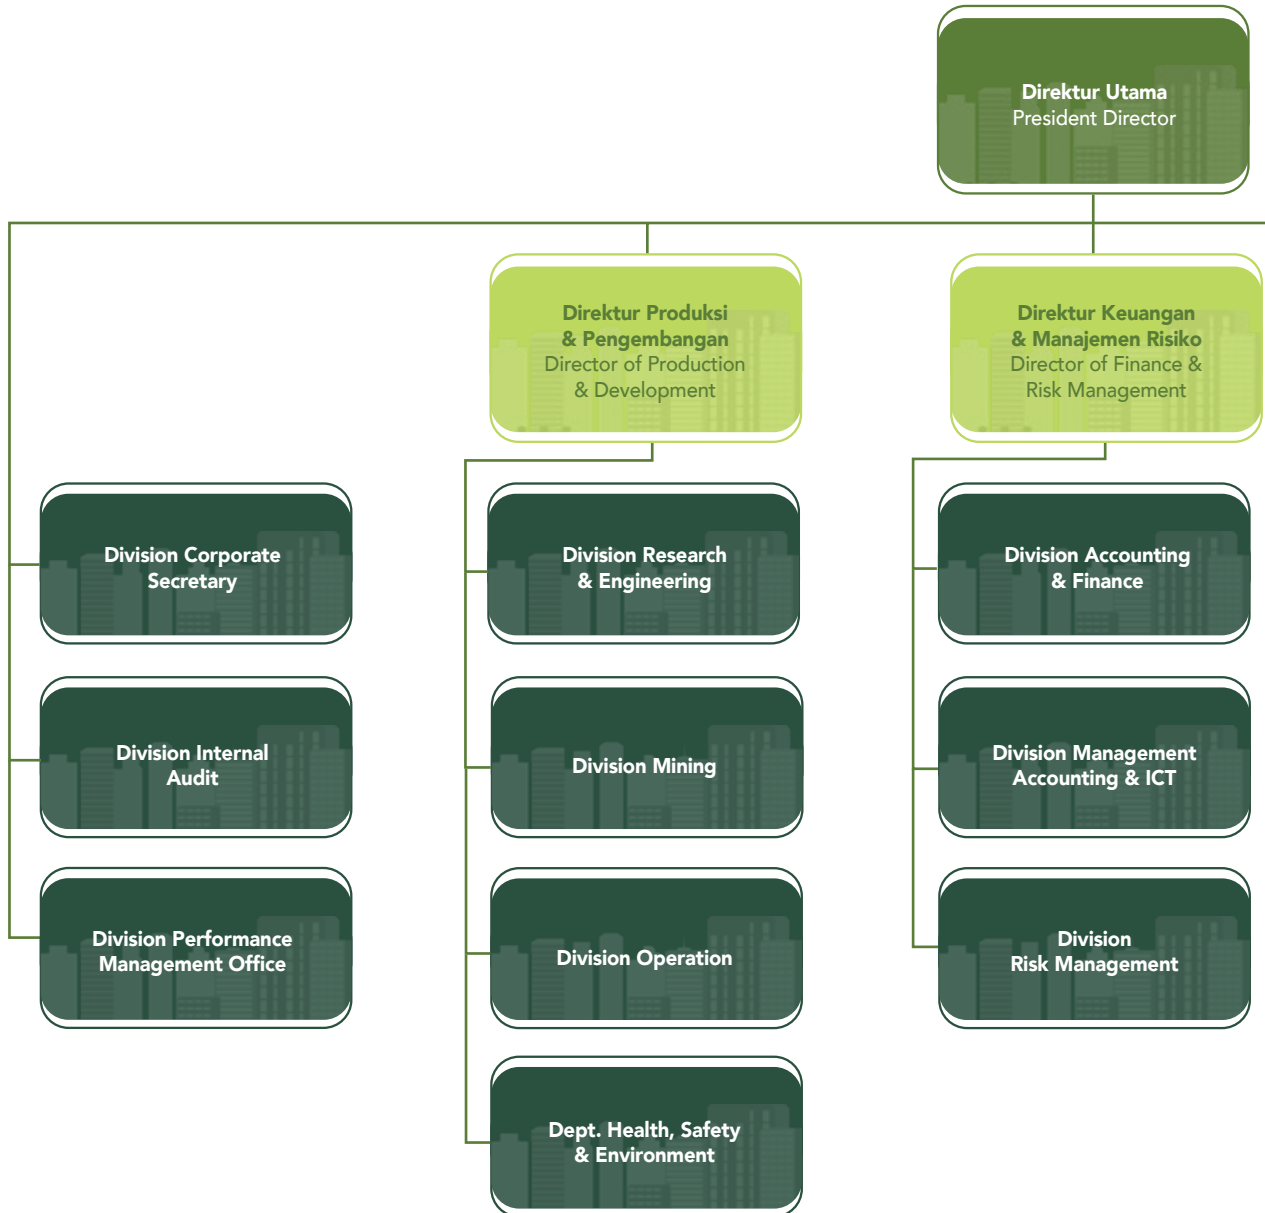 Direktur Utama
President Director
Direktur Produksi
& Pengembangan
Director of Production
& Development
Direktur Keuangan
& Manajemen Risiko
Director of Finance &
Risk Management
Division Corporate
Secretary
Division Research
& Engineering
Division Accounting
& Finance
Division Internal
Audit
Division Mining
Division Management
Accounting & ICT
Division Performance
Management Office
Division Operation
Division
Risk Management
Dept. Health, Safety
& Environment